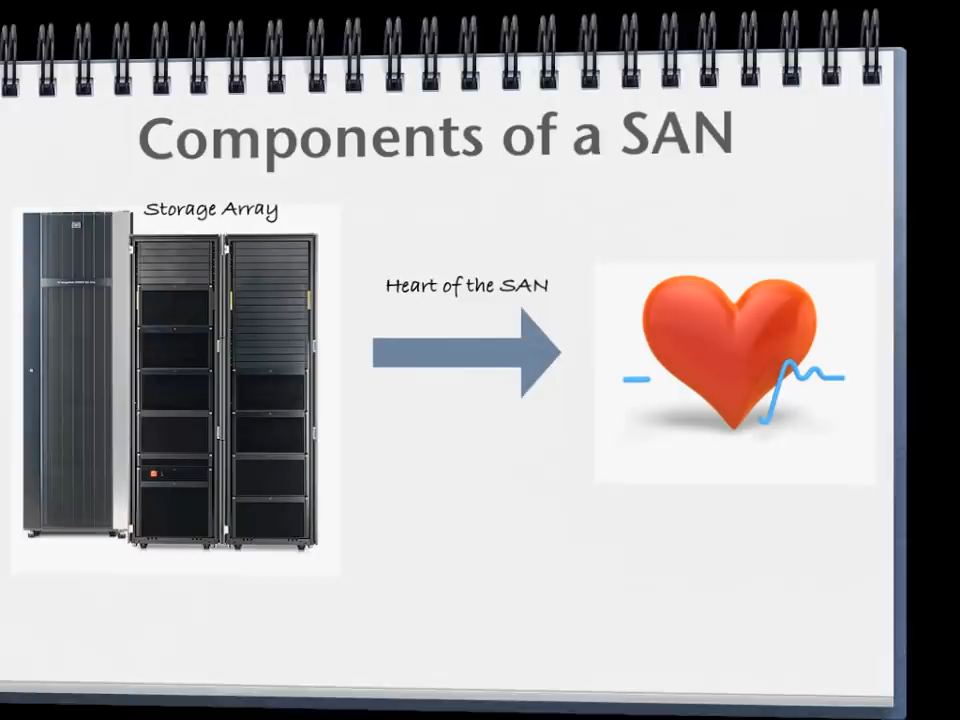 Components of a SAN
Storage Array
Heart of the SAN